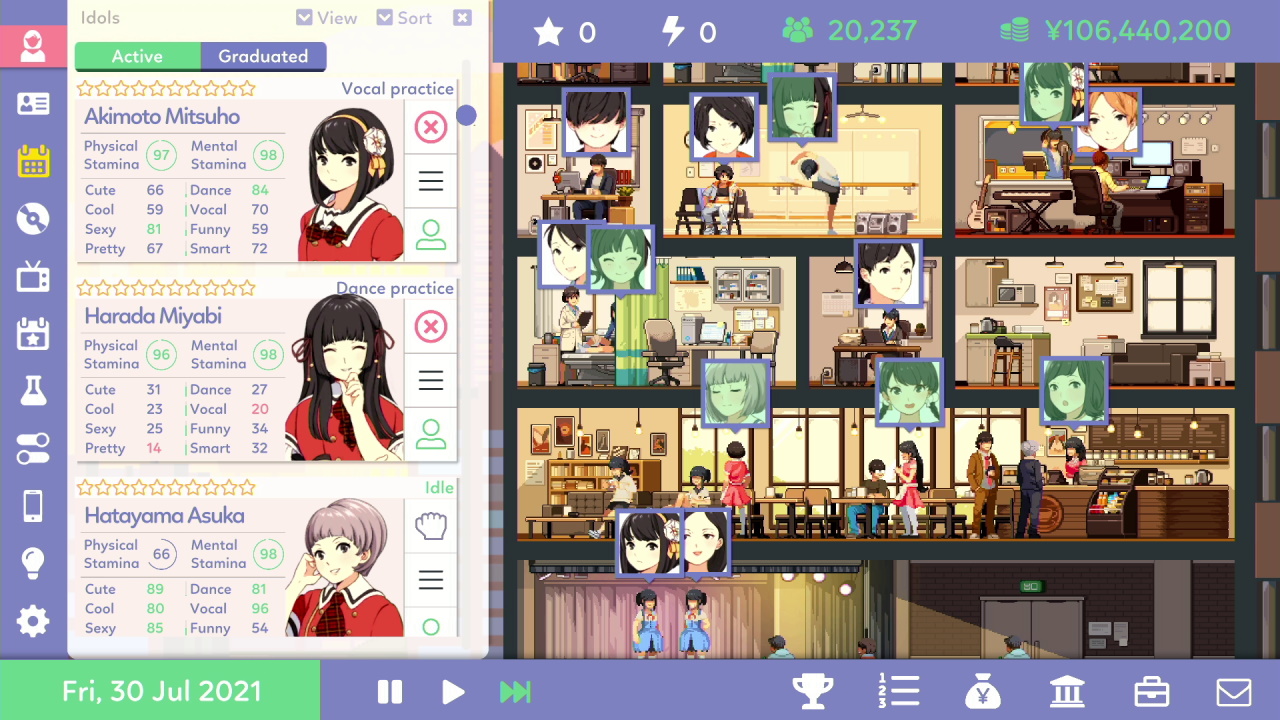 Idols
View
Sort
0
0
20,237
¥106,440,200
Active
Graduated
Vocal practice
Akimoto Mitsuho
Physical Stamina 97
Mental Stamina 98
Cute 66
Dance 84
Cool 59
Vocal 70
Sexy 81
Funny 59
Pretty 67
Smart 72
Dance practice
Harada Miyabi
Physical Stamina 96
Mental Stamina 98
Cute 31
Dance 27
Cool 23
Vocal 20
Sexy 25
Funny 34
Pretty 14
Smart 32
Idle
Hatayama Asuka
Physical Stamina 66
Mental Stamina 98
Cute 89
Dance 81
Cool 80
Vocal 96
Sexy 85
Funny 54
Fri, 30 Jul 2021
1
2
3
¥